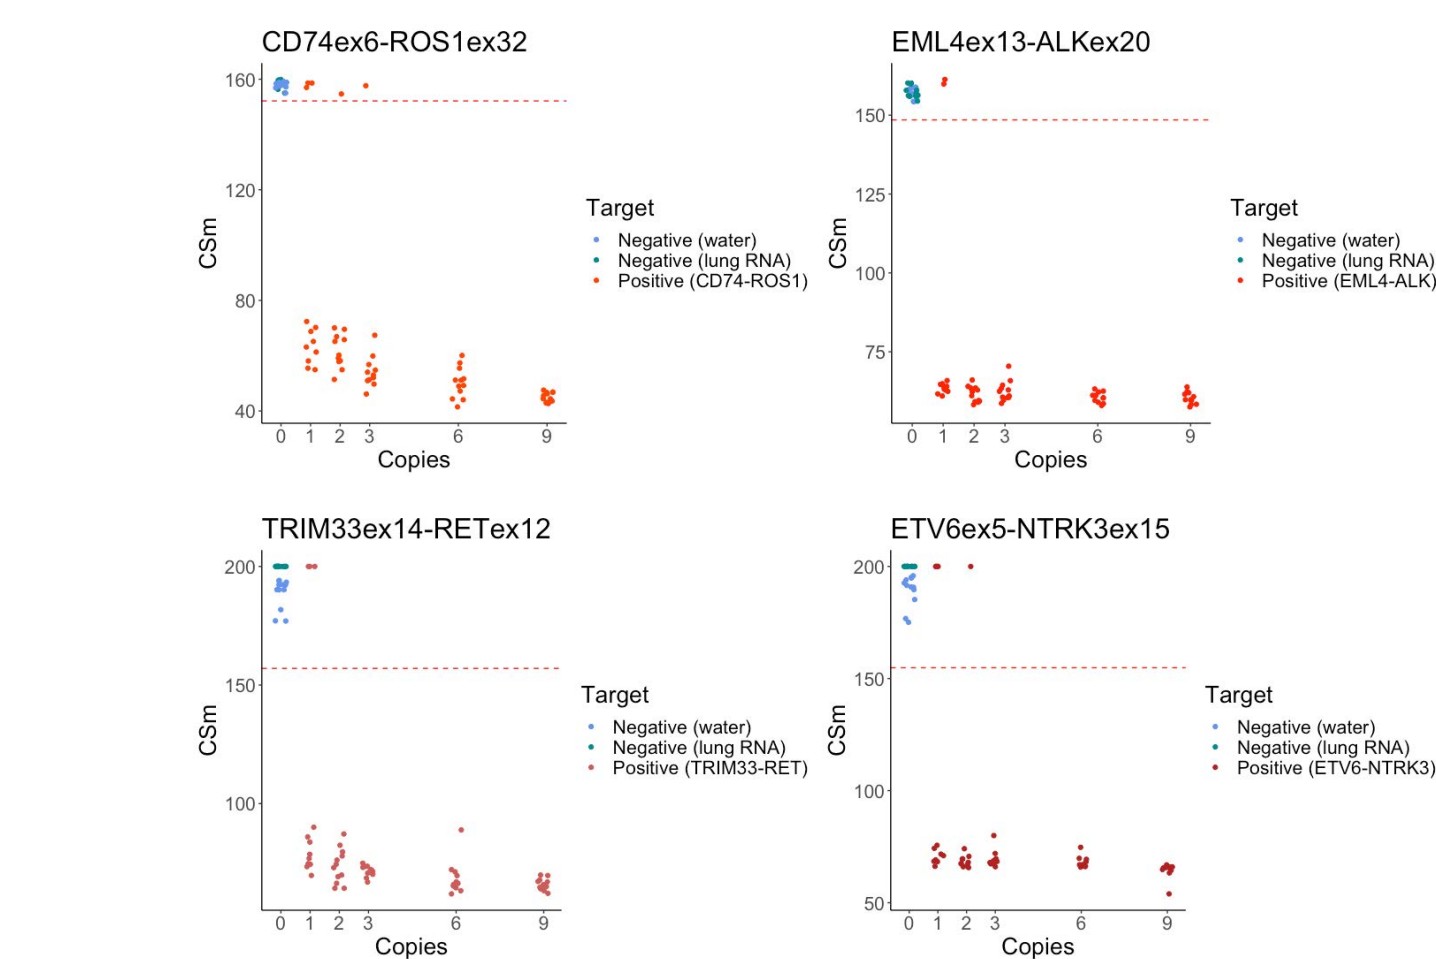 CD74ex6-ROS1ex32
160
120
80
40
CSm
0 1 2 3 6 9
Copies
Target
Negative (water)
Negative (lung RNA)
Positive (CD74-ROS1)
EML4ex13-ALKex20
150
125
100
75
CSm
0 1 2 3 6 9
Copies
Target
Negative (water)
Negative (lung RNA)
Positive (EML4-ALK)
TRIM33ex14-RETex12
200
150
100
CSm
0 1 2 3 6 9
Copies
Target
Negative (water)
Negative (lung RNA)
Positive (TRIM33-RET)
ETV6ex5-NTRK3ex15
200
150
100
50
CSm
0 1 2 3 6 9
Copies
Target
Negative (water)
Negative (lung RNA)
Positive (ETV6-NTRK3)